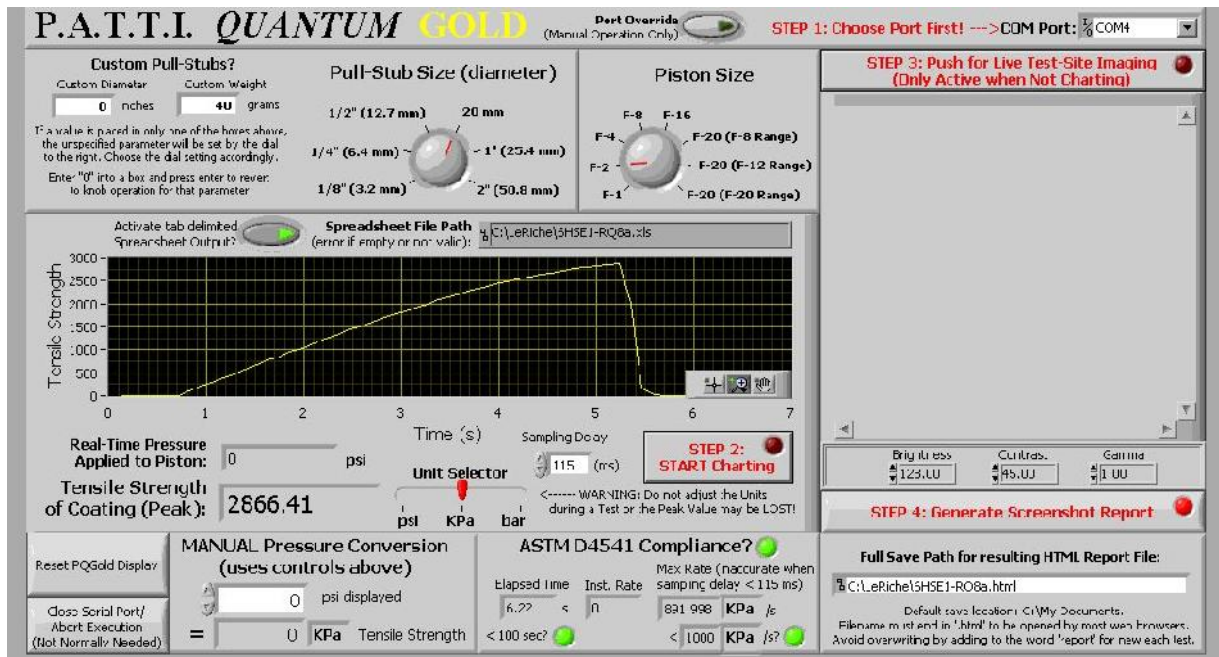 P.A.T.T.I. QUANTUM GOLD
Port Override
(Manual Operation Only)
STEP 1: Choose Port First! --->COM Port: COM4
Custom Pull-Stubs?
Custom Diameter Custom Weight
0 nches 40 grams
If a value is paced in only one of the boxes above,
the unspecified parameter will be set by the dial
to the right. Choose the dial setting accordingly.
Enter "0" into a box and press enter to revert
to knob operation for that parameter
Pull-Stub Size (diameter)
1/2" (12.7 mm) 20 mm
1/4" (6.4 mm) 1" (25.4 mm)
1/8" (3.2 mm) 2" (50.8 mm)
Piston Size
F-8 F-16
F-4 F-20 (F-8 Range)
F-2 F-20 (F-12 Range)
F-1 F-20 (F-20 Range)
STEP 3: Push for Live Test-Site Imaging
(Only Active when Not Charting)
Activate tab delimited
Spreadsheet Output?
Spreadsheet File Path
(error if empty or not valid):
Tensile Strength
3000
2500
2000
1500
1000
500
0
0 1 2 3 4 5 6 7
Time (s)
Real-Time Pressure
Applied to Piston: 0 psi
Tensile Strength
of Coating (Peak): 2866.41
Unit Selector
psi KPa bar
Sampling Delay
115 (ms)
STEP 2:
START Charting
<------ WARNING: Do not adjust the Units
during a Test or the Peak Value may be LOST!
Brightness Contrast Gamma
128.00 45.00 1.00
STEP 4: Generate Screenshot Report
Reset PQGold Display
Close Serial Port/
Abort Execution
(Not Normally Needed)
MANUAL Pressure Conversion
(uses controls above)
0 psi displayed
= 0 KPa Tensile Strength
ASTM D4541 Compliance?
Elapsed Time Inst. Rate
Max Rate (inaccurate when
sampling delay < 115 ms)
6.22 s 0 KPa /s
< 100 sec? < 1000 KPa /s?
Full Save Path for resulting HTML Report File:
Default save location: C:\My Documents.
Filename must end in '.html' to be opened by most web browsers.
Avoid overwriting by adding to the word 'report' for new each test.